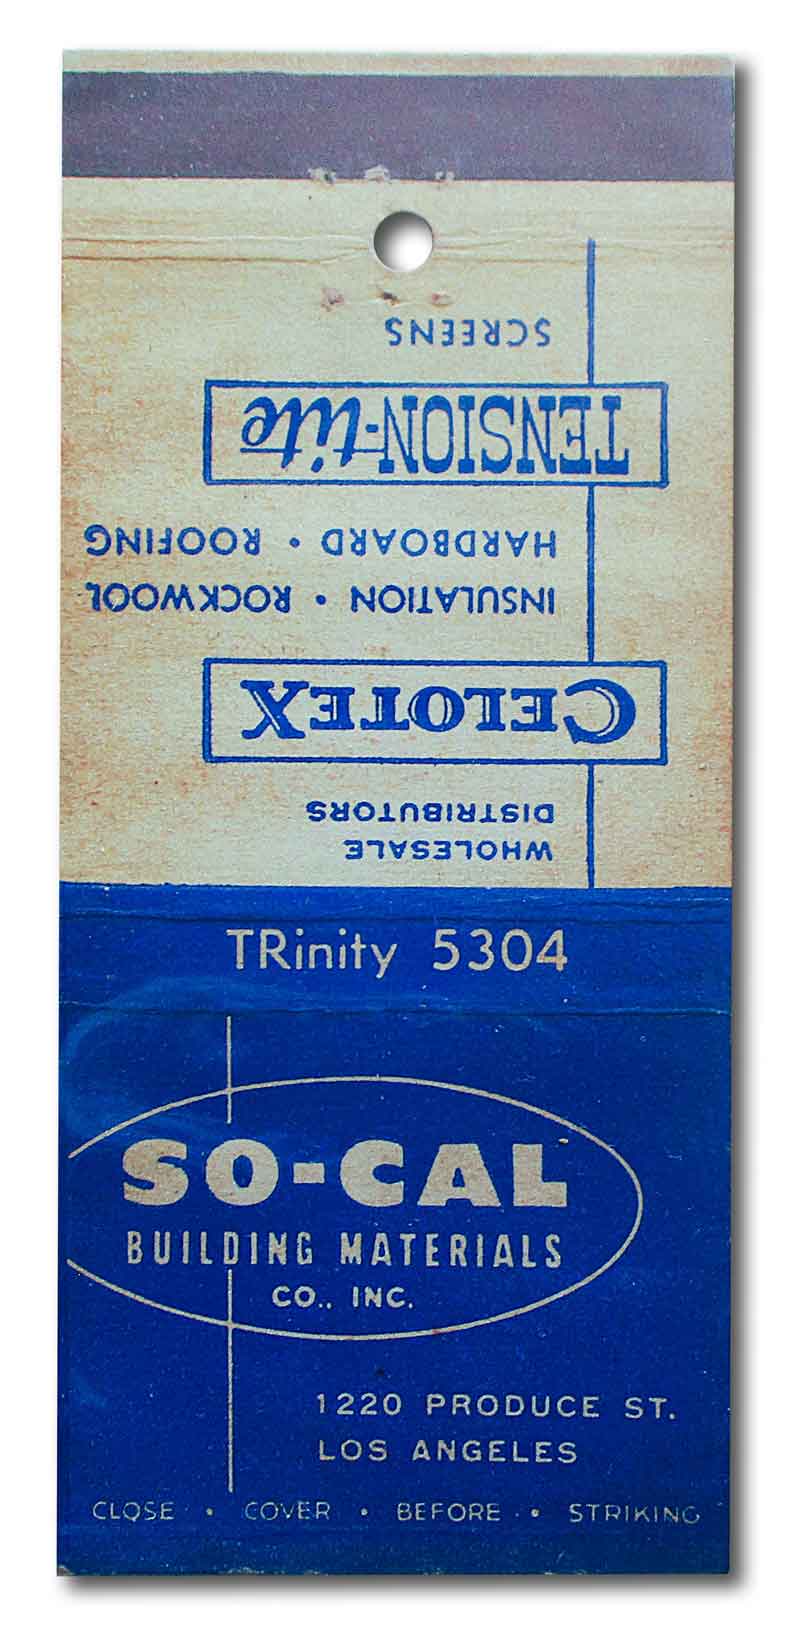 WHOLESALE
DISTRIBUTORS
CELOTEX
INSULATION • ROCKWOOL
HARDBOARD • ROOFING
TENSION-tite
SCREENS
TRinity 5304
SO-CAL
BUILDING MATERIALS
CO., INC.
1220 PRODUCE ST.
LOS ANGELES
CLOSE • COVER • BEFORE • STRIKING